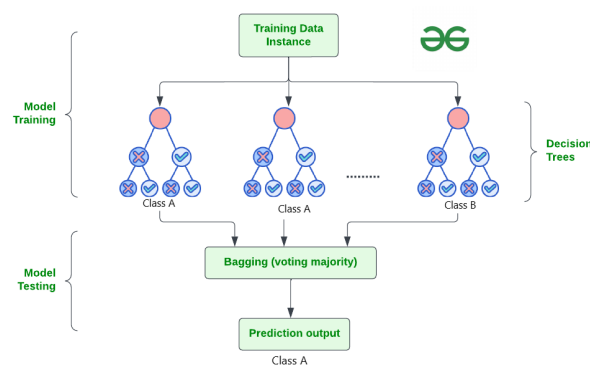 Training Data
Instance
Model
Training
Decision
Trees
.........
Class A
Class A
Class B
Bagging (voting majority)
Model
Testing
Prediction output
Class A